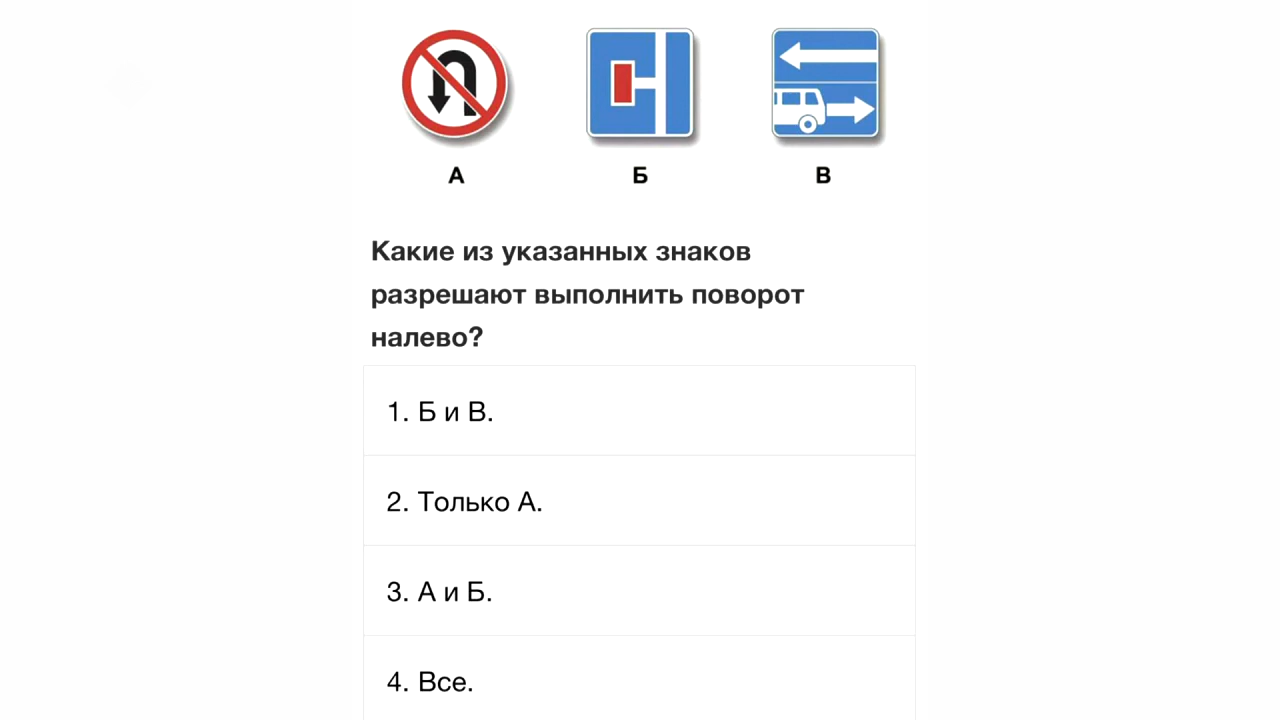 А Б В
Какие из указанных знаков
разрешают выполнить поворот
налево?
1. Б и В.
2. Только А.
3. А и Б.
4. Все.